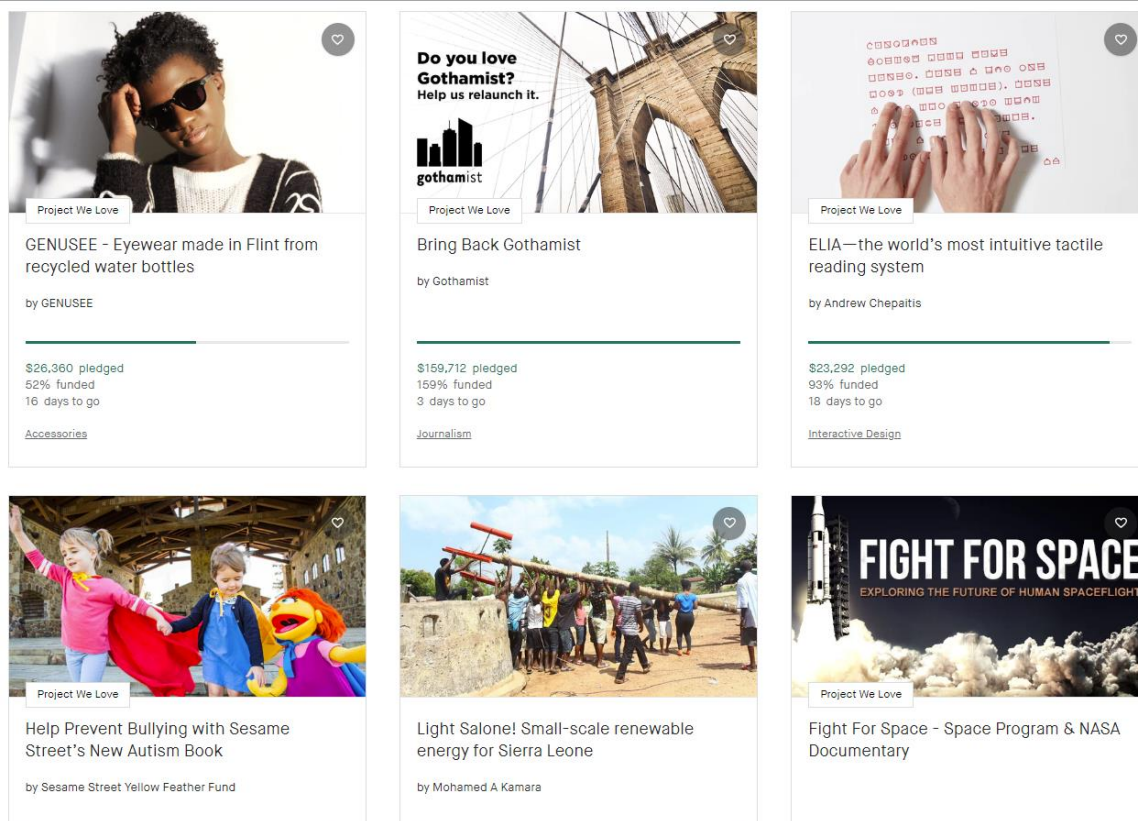 Do you love
Gothamist?
Help us relaunch it.
gothamist
Project We Love
Project We Love
Project We Love
GENUSEE - Eyewear made in Flint from
recycled water bottles
by GENUSEE
$26,360 pledged
52% funded
16 days to go
Accessories
Bring Back Gothamist
by Gothamist
$159,712 pledged
159% funded
3 days to go
Journalism
ELIA—the world's most intuitive tactile
reading system
by Andrew Chepaitis
$23,292 pledged
93% funded
18 days to go
Interactive Design
FIGHT FOR SPACE
EXPLORING THE FUTURE OF HUMAN SPACEFLIGHT
Project We Love
Project We Love
Help Prevent Bullying with Sesame
Street's New Autism Book
by Sesame Street Yellow Feather Fund
Light Salone! Small-scale renewable
energy for Sierra Leone
by Mohamed A Kamara
Fight For Space - Space Program & NASA
Documentary